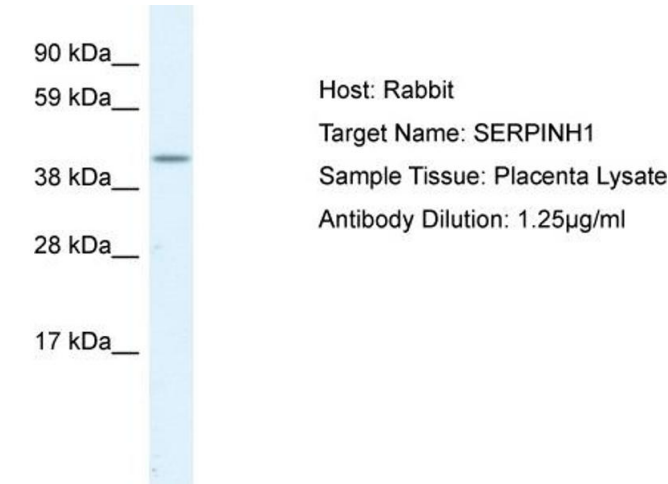 90 kDa__
59 kDa__
38 kDa__
28 kDa__
17 kDa__
Host: Rabbit
Target Name: SERPINH1
Sample Tissue: Placenta Lysate
Antibody Dilution: 1.25µg/ml